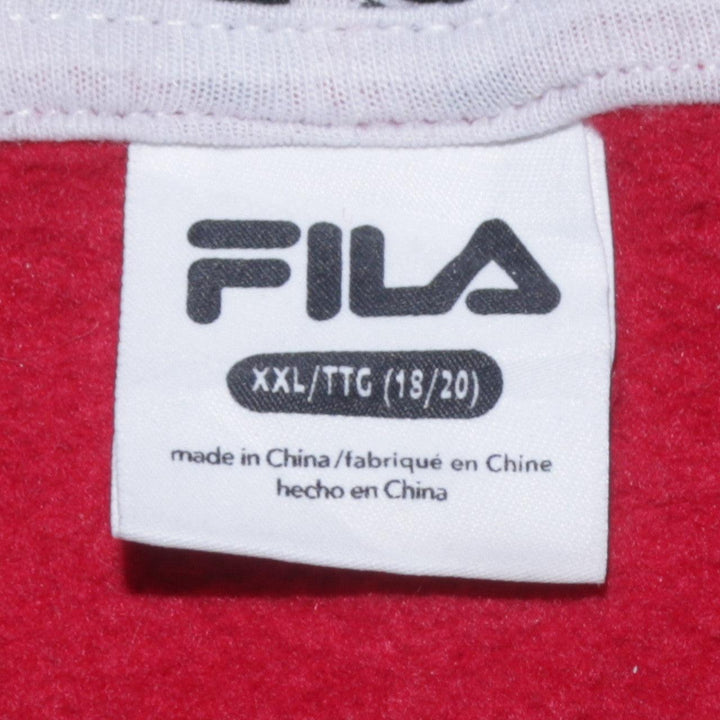 FILA
XXL/TTG (18/20)
made in China/fabriqué en Chine
hecho en China